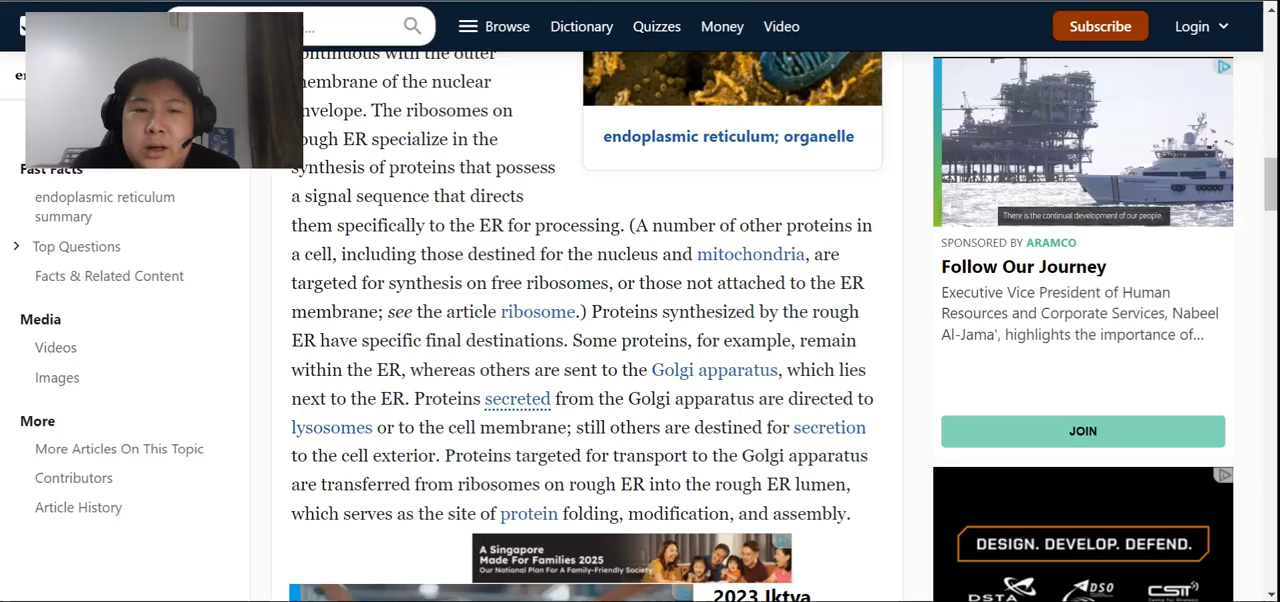 ...
Browse
Dictionary
Quizzes
Money
Video
Subscribe
Login
Fast Facts
endoplasmic reticulum
summary
Top Questions
Facts & Related Content
Media
Videos
Images
More
More Articles On This Topic
Contributors
Article History
continuous with the outer
membrane of the nuclear
envelope. The ribosomes on
rough ER specialize in the
synthesis of proteins that possess
a signal sequence that directs
them specifically to the ER for processing. (A number of other proteins in
a cell, including those destined for the nucleus and mitochondria, are
targeted for synthesis on free ribosomes, or those not attached to the ER
membrane; see the article ribosome.) Proteins synthesized by the rough
ER have specific final destinations. Some proteins, for example, remain
within the ER, whereas others are sent to the Golgi apparatus, which lies
next to the ER. Proteins secreted from the Golgi apparatus are directed to
lysosomes or to the cell membrane; still others are destined for secretion
to the cell exterior. Proteins targeted for transport to the Golgi apparatus
are transferred from ribosomes on rough ER into the rough ER lumen,
which serves as the site of protein folding, modification, and assembly.
endoplasmic reticulum; organelle
A Singapore
Made For Families 2025
Our National Plan For A Family-Friendly Society
2023 Iktva
There is the continual development of our people.
SPONSORED BY ARAMCO
Follow Our Journey
Executive Vice President of Human
Resources and Corporate Services, Nabeel
Al-Jama', highlights the importance of...
JOIN
DESIGN. DEVELOP. DEFEND.
DSTA
DSO
CSIT